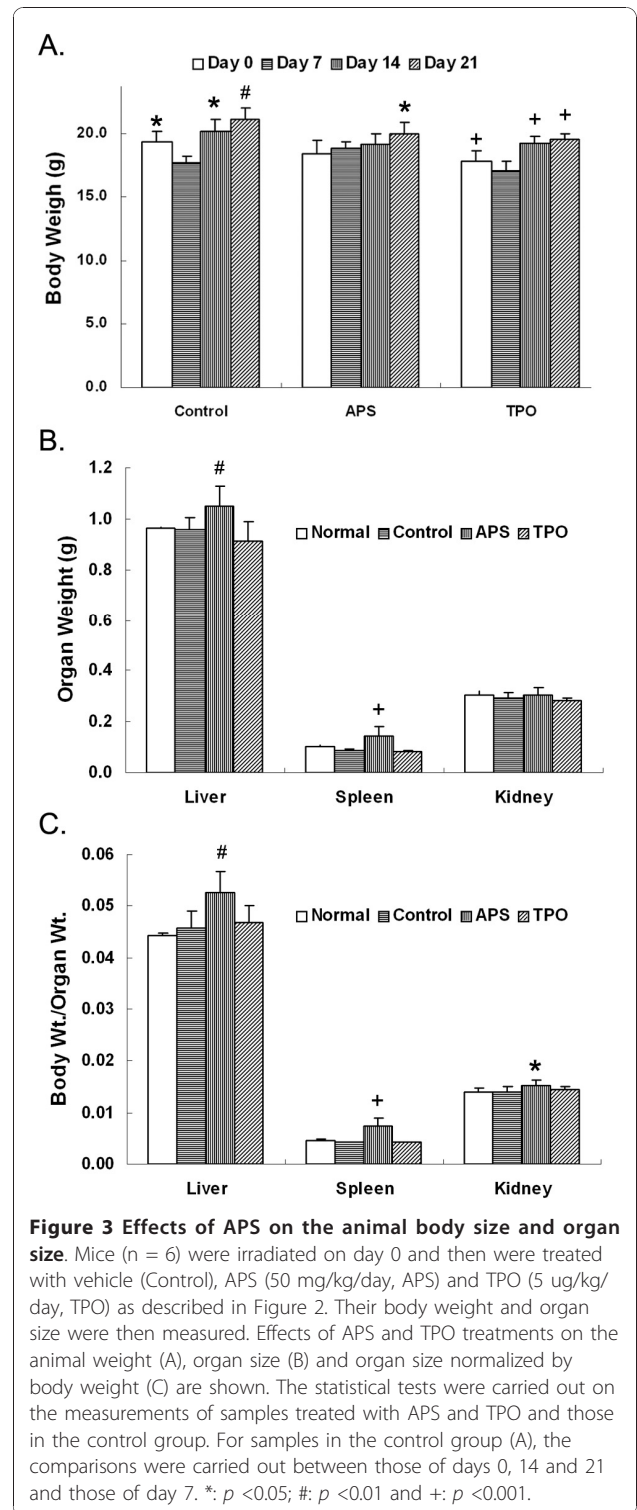 A.
Day 0 Day 7 Day 14 Day 21
Body Weigh (g)
20.0
15.0
10.0
5.0
0.0
* * # * + + +
Control APS TPO
B.
Organ Weight (g)
1.2
1.0
0.8
0.6
0.4
0.2
0.0
# +
Normal Control APS TPO
Liver Spleen Kidney
C.
Body Wt./Organ Wt.
0.06
0.05
0.04
0.03
0.02
0.01
0.00
# + *
Normal Control APS TPO
Liver Spleen Kidney
Figure 3 Effects of APS on the animal body size and organ
size. Mice (n = 6) were irradiated on day 0 and then were treated
with vehicle (Control), APS (50 mg/kg/day, APS) and TPO (5 ug/kg/
day, TPO) as described in Figure 2. Their body weight and organ
size were then measured. Effects of APS and TPO treatments on the
animal weight (A), organ size (B) and organ size normalized by
body weight (C) are shown. The statistical tests were carried out on
the measurements of samples treated with APS and TPO and those
in the control group. For samples in the control group (A), the
comparisons were carried out between those of days 0, 14 and 21
and those of day 7. *: p <0.05; #: p <0.01 and +: p <0.001.